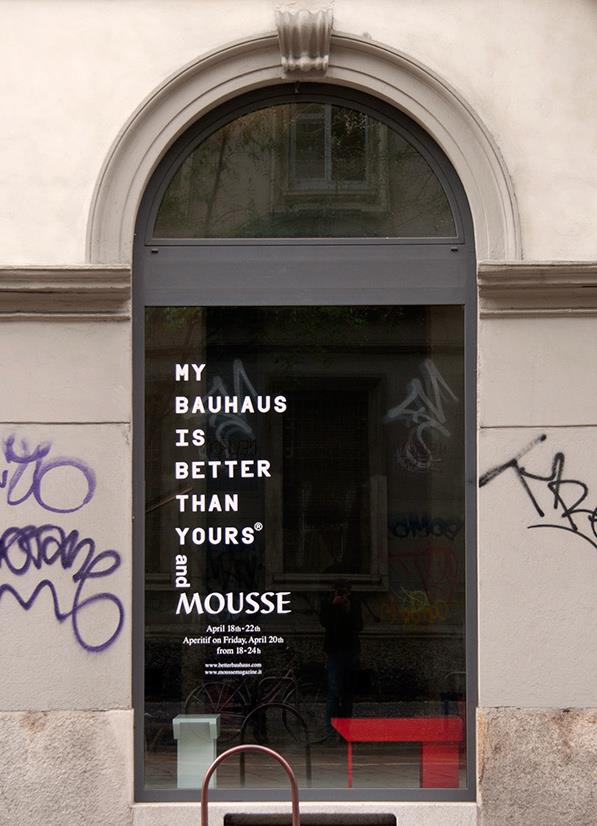 MY
BAUHAUS
IS
BETTER
THAN
YOURS®
and
MOUSSE
April 18th - 22th
Aperitif on Friday, April 20th
from 18 - 24h
www.betterbauhaus.com
www.moussemagazine.it